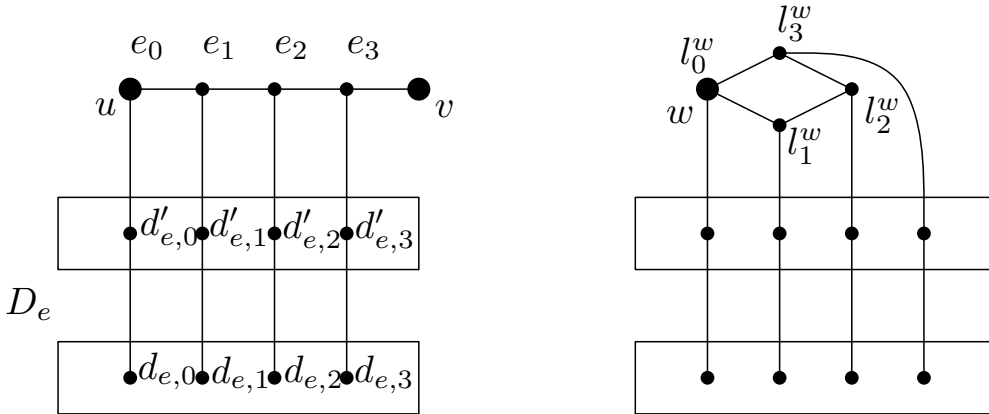 $e_0$ $e_1$ $e_2$ $e_3$
$u$ $v$
$d'_{e,0}$ $d'_{e,1}$ $d'_{e,2}$ $d'_{e,3}$
$D_e$
$d_{e,0}$ $d_{e,1}$ $d_{e,2}$ $d_{e,3}$
$l_3^w$
$l_0^w$
$w$ $l_2^w$
$l_1^w$